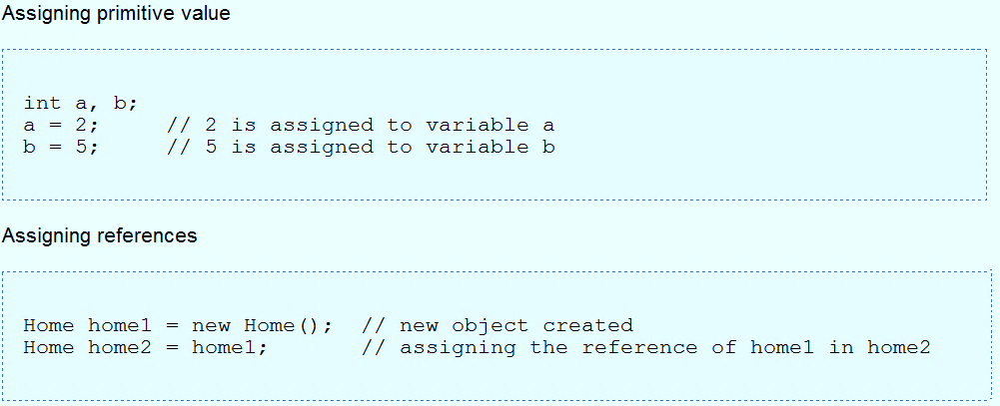 Assigning primitive value
int a, b;
a = 2; // 2 is assigned to variable a
b = 5; // 5 is assigned to variable b
Assigning references
Home home1 = new Home(); // new object created
Home home2 = home1; // assigning the reference of home1 in home2